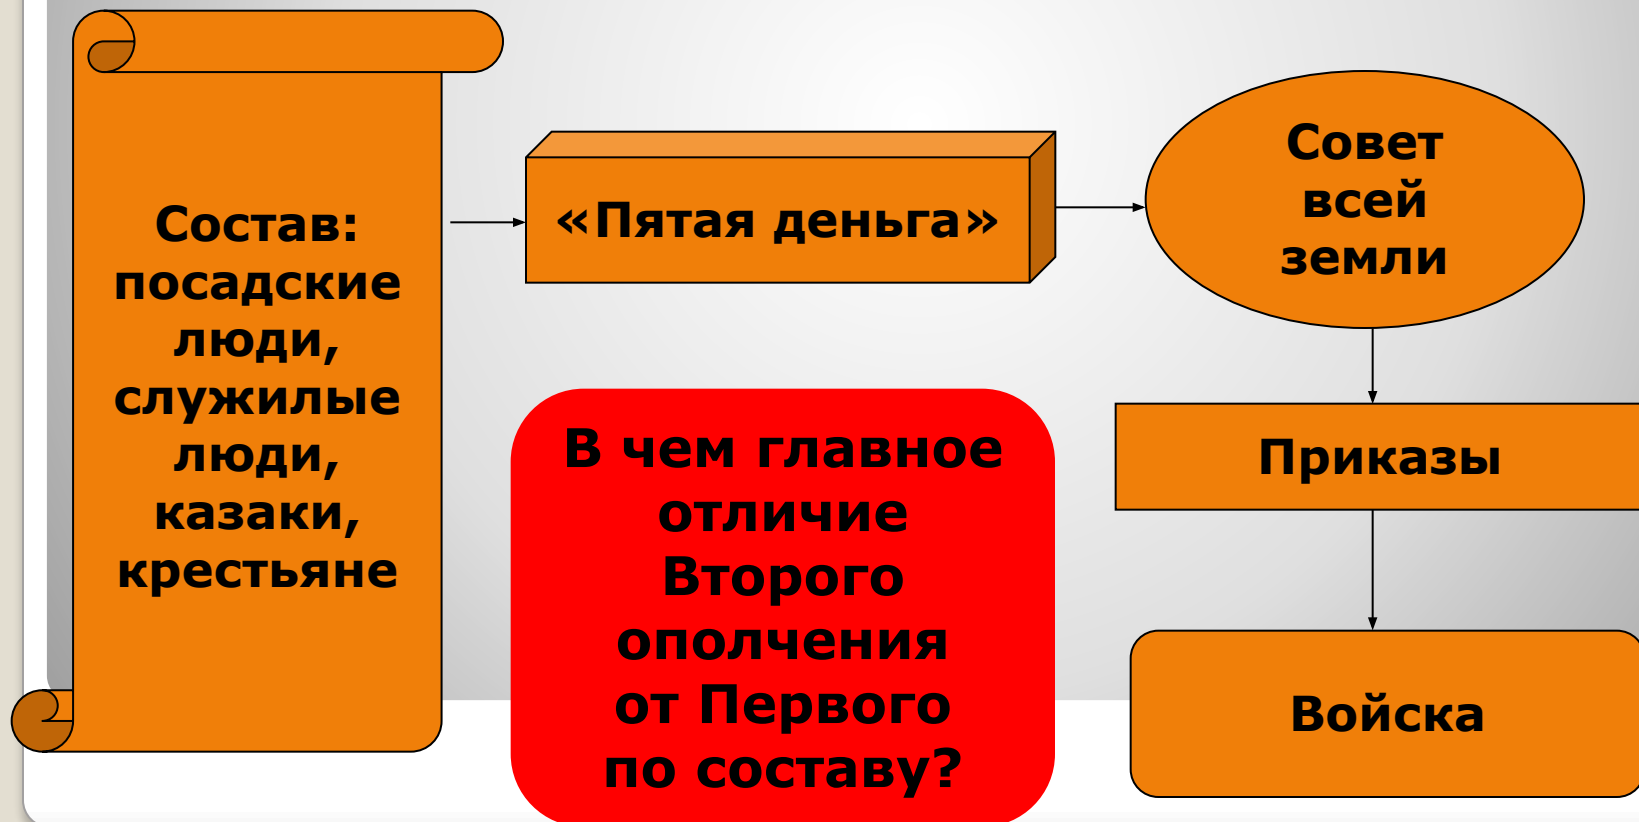 Состав:
посадские
люди,
служилые
люди,
казаки,
крестьяне
«Пятая деньга»
Совет
всей
земли
Приказы
Войска
В чем главное
отличие
Второго
ополчения
от Первого
по составу?